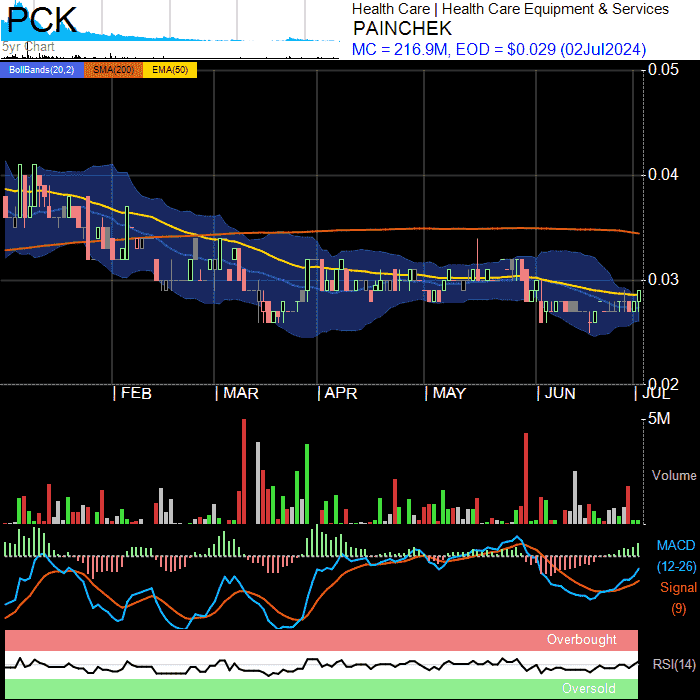 PCK
5yr Chart
Health Care | Health Care Equipment & Services
PAINCHEK
MC = 216.9M, EOD = $0.029 (02Jul2024)
BollBands(20,2) SMA(200) EMA(50)
0.05
0.04
0.03
0.02
FEB MAR APR MAY JUN JUL
5M
Volume
MACD
(12-26)
Signal
(9)
Overbought
RSI(14)
Oversold